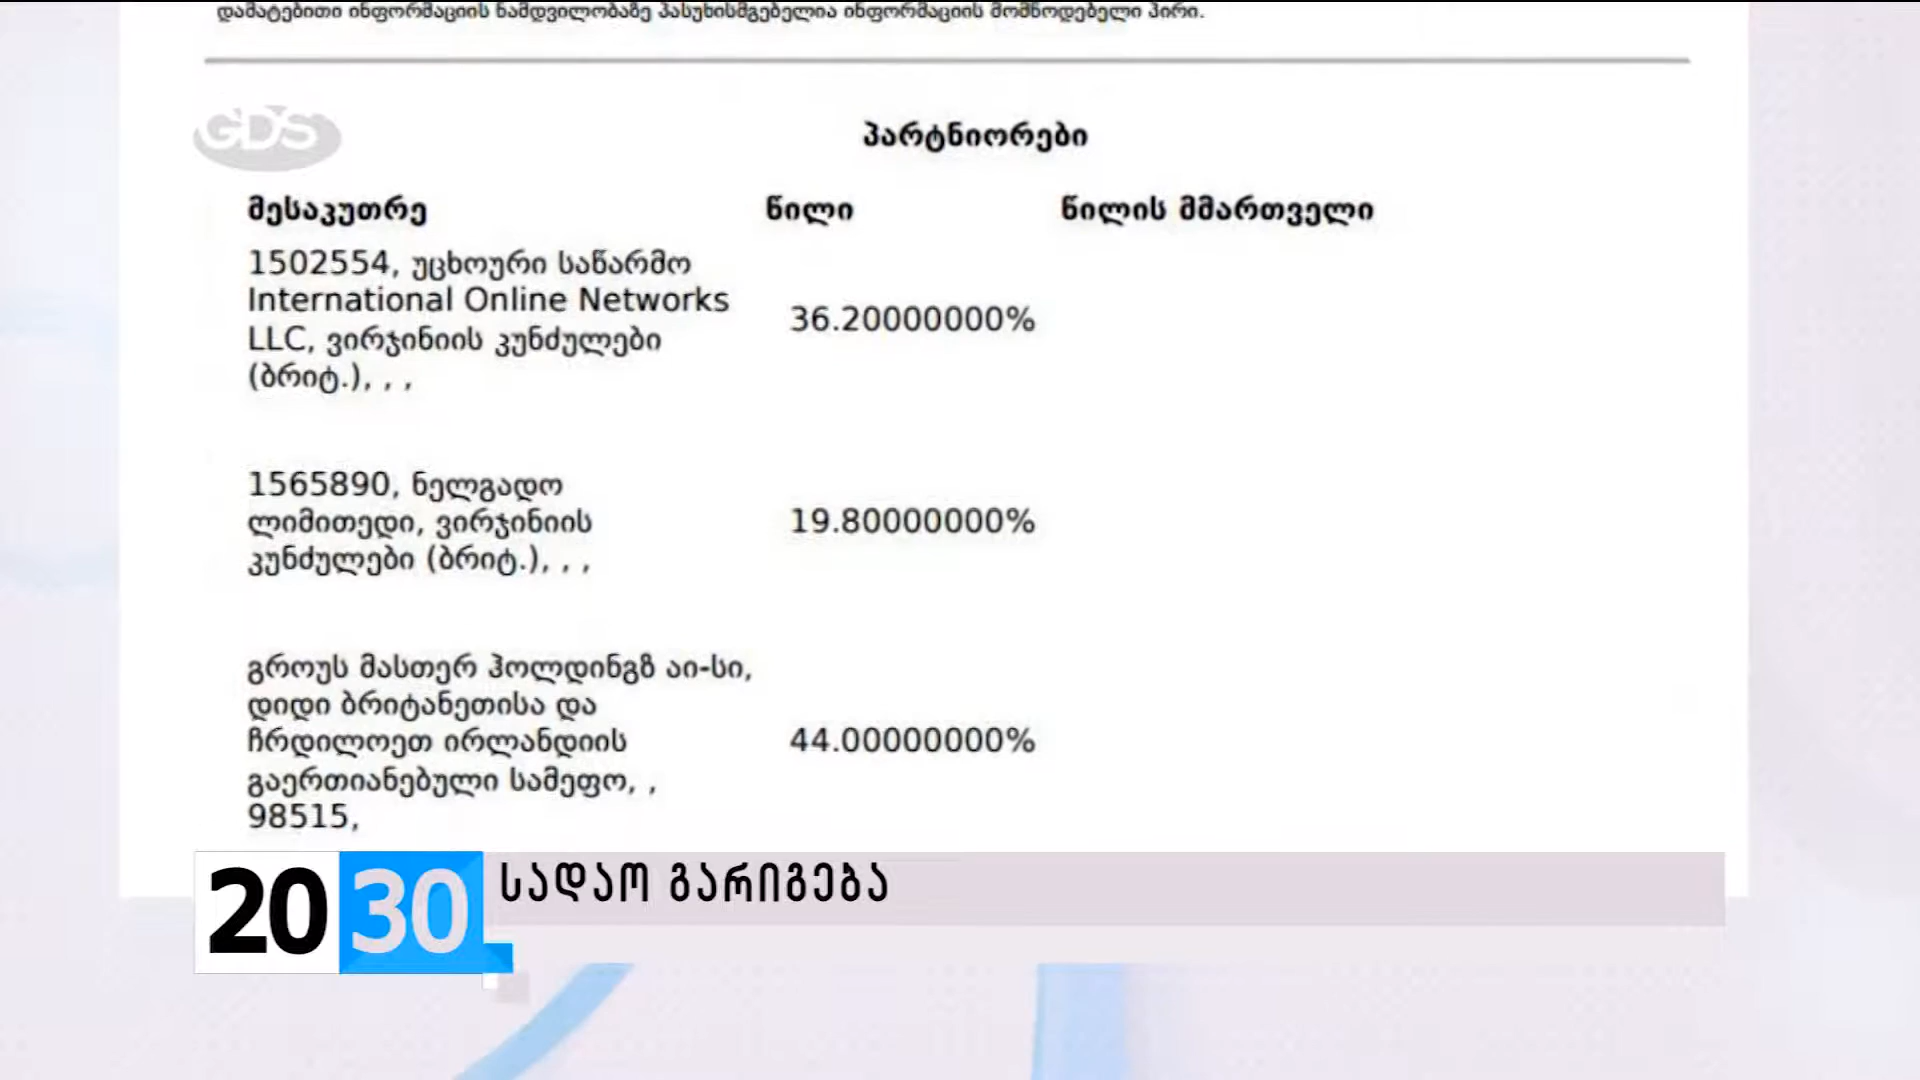 დამატებითი ინფორმაციის ნამდვილობაზე პასუხისმგებელია ინფორმაციის მომწოდებელი პირი.
GDS
პარტნიორები
მესაკუთრე წილი წილის მმართველი
1502554, უცხოური საწარმო
International Online Networks
LLC, ვირჯინიის კუნძულები
(ბრიტ.), , ,
36.20000000%
1565890, ნელგადო
ლიმითედი, ვირჯინიის
კუნძულები (ბრიტ.), , ,
19.80000000%
გროუს მასთერ ჰოლდინგზ აი-სი,
დიდი ბრიტანეთისა და
ჩრდილოეთ ირლანდიის
გაერთიანებული სამეფო, ,
98515,
44.00000000%
20 30
სადაო გარიგება